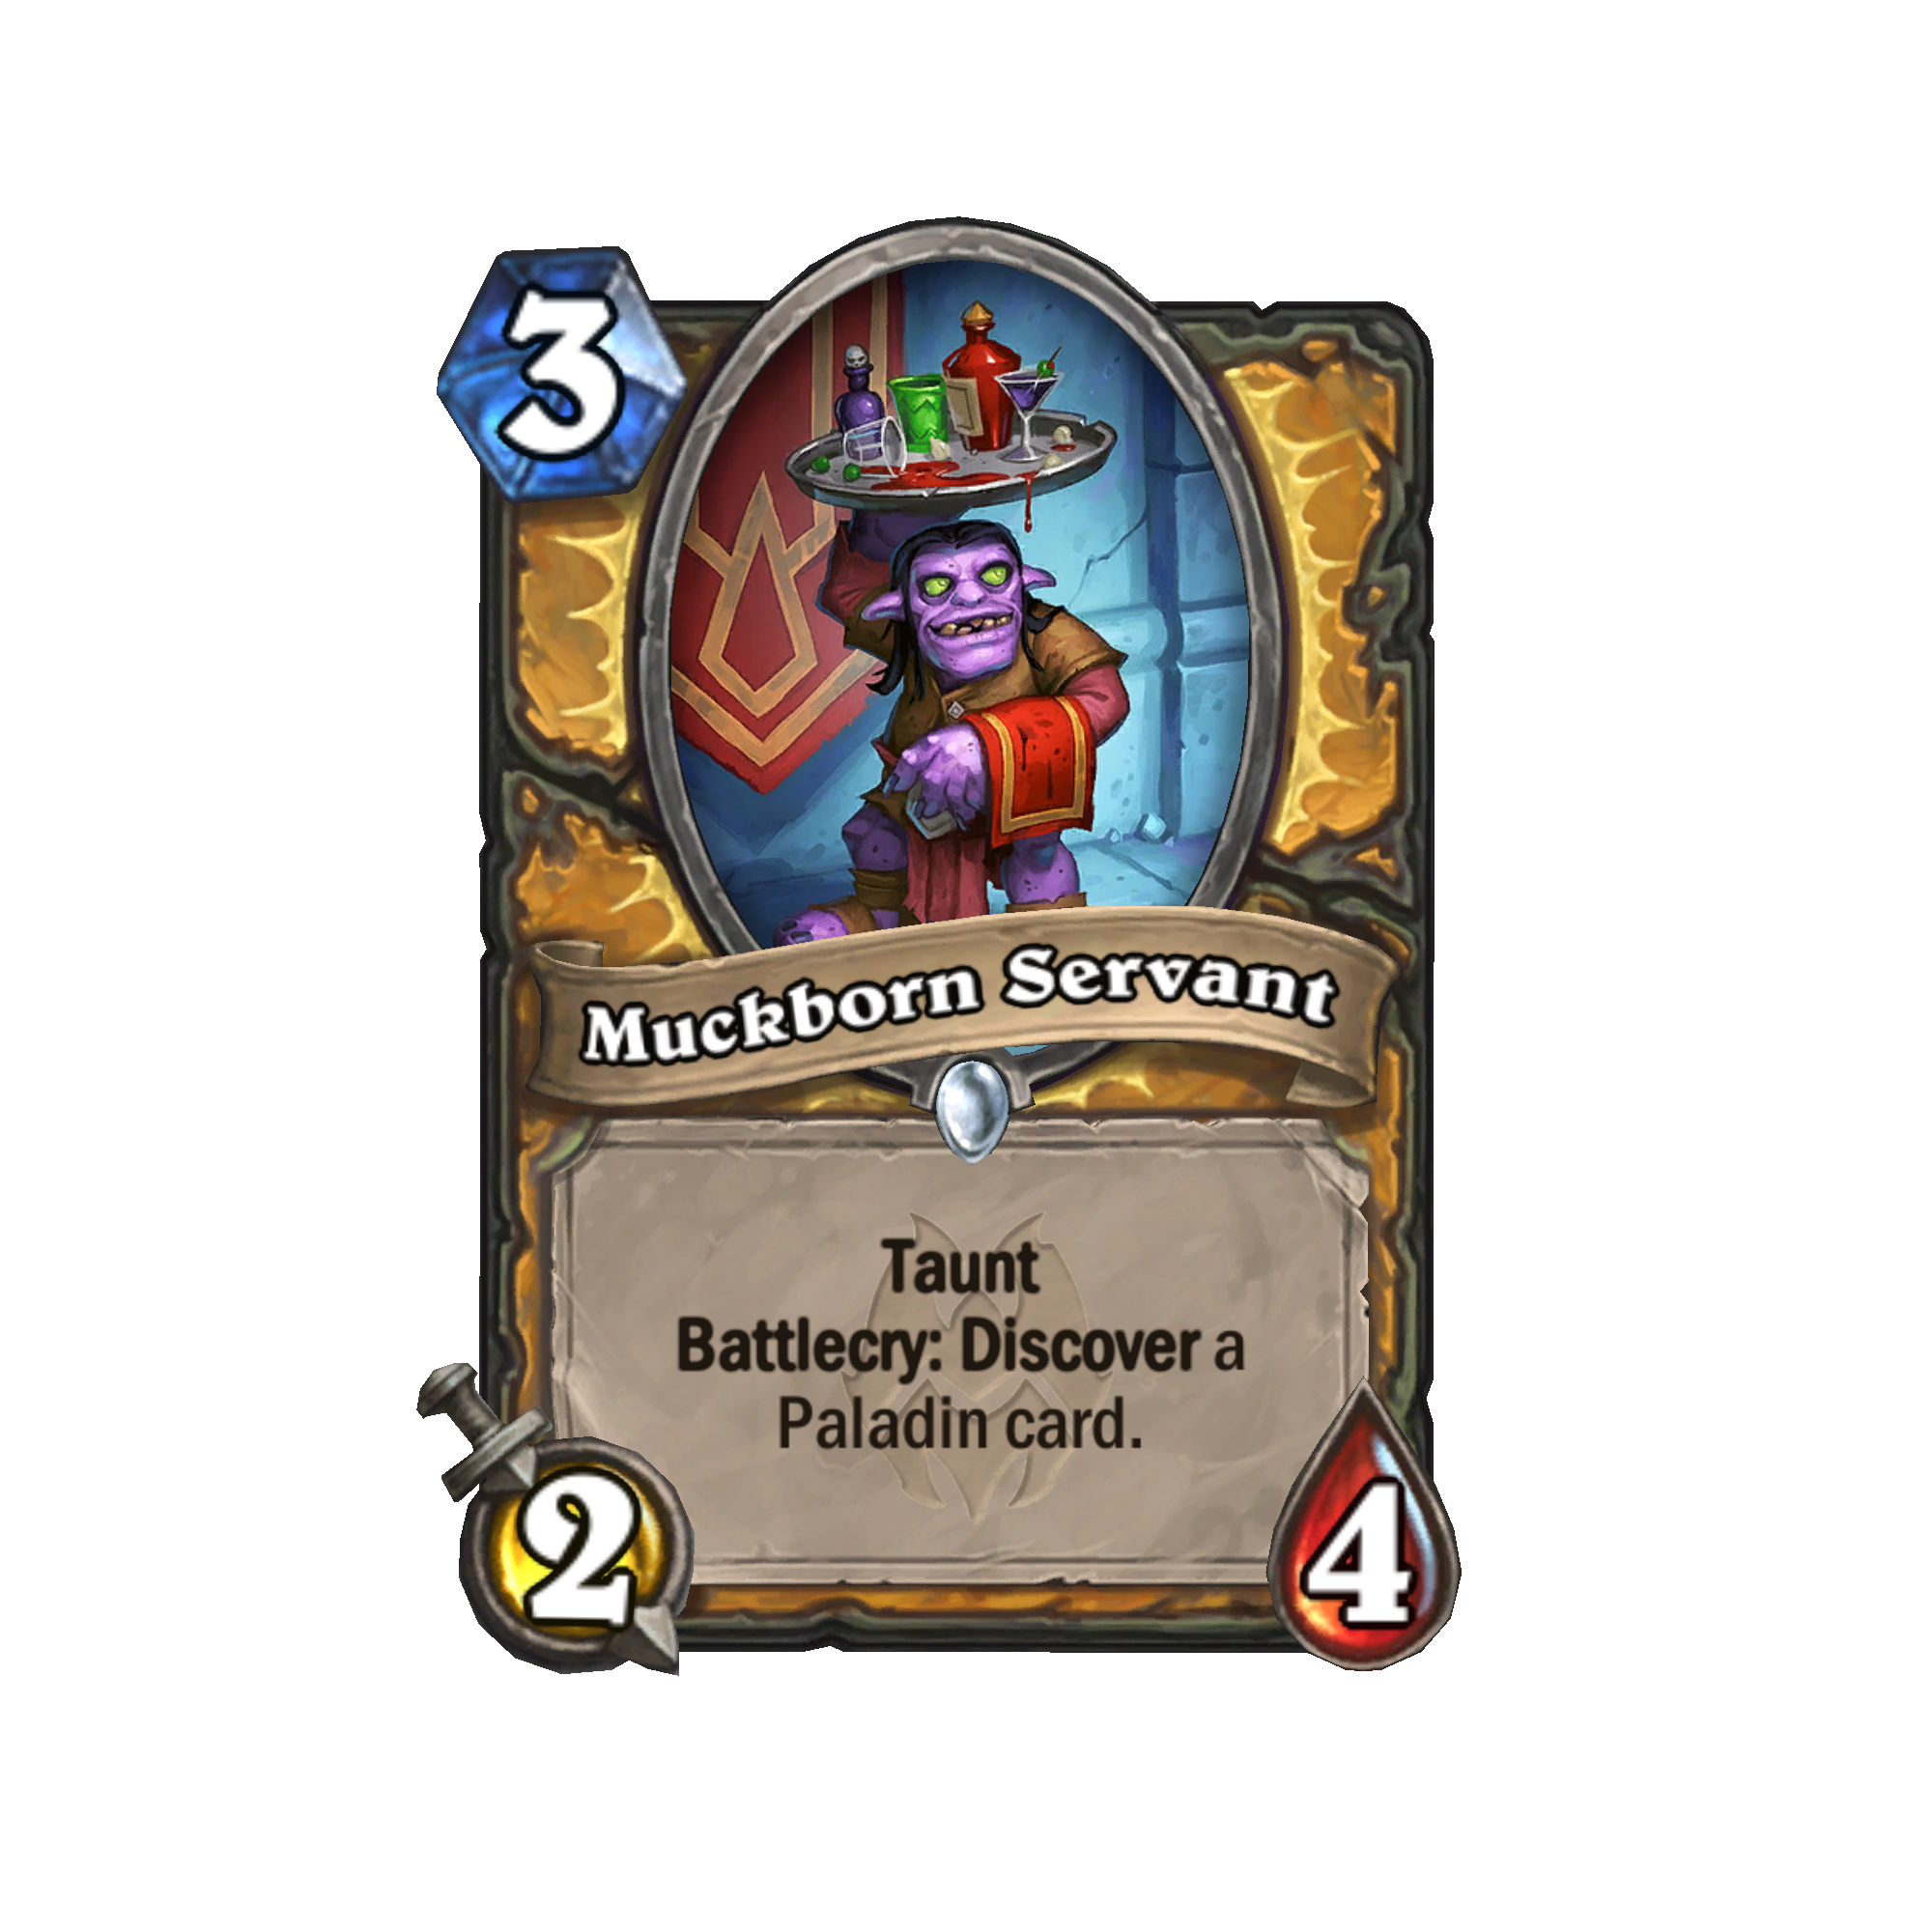 3
Muckborn Servant
Taunt
Battlecry: Discover a
Paladin card.
2
4